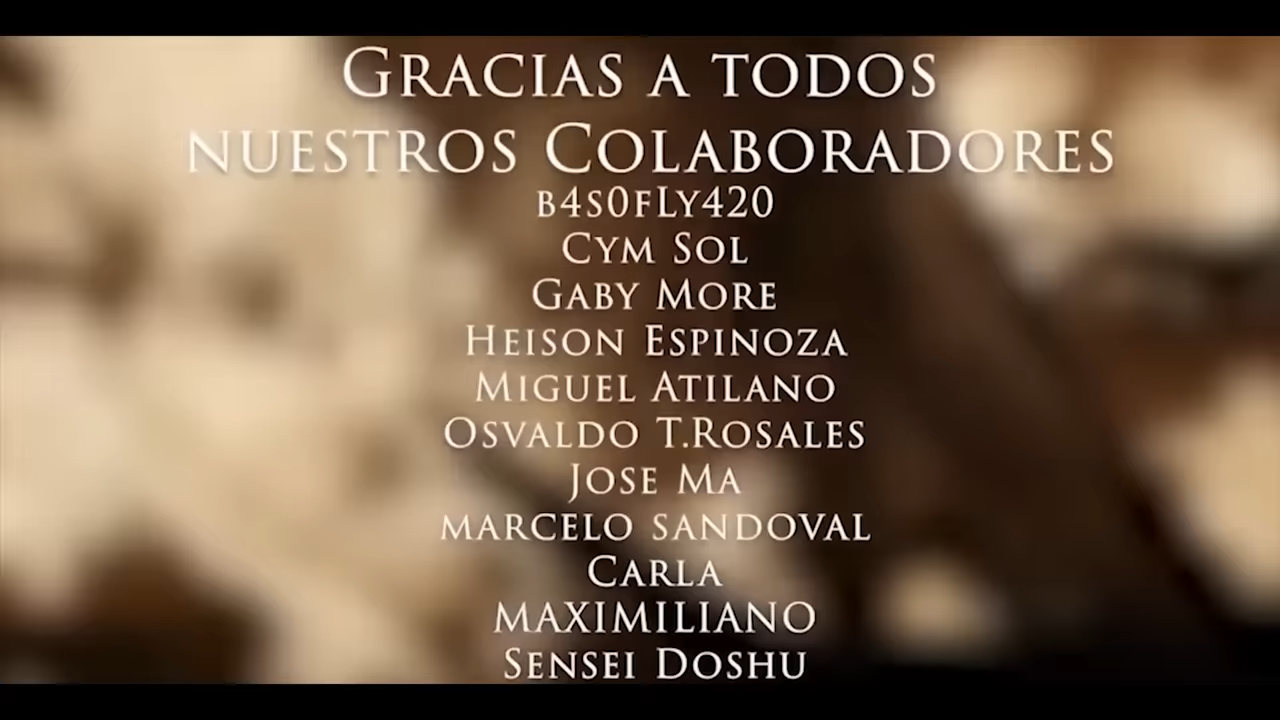 Gracias a todos
nuestros Colaboradores
b4s0fLy420
Cym Sol
Gaby More
Heison Espinoza
Miguel Atilano
Osvaldo T.Rosales
Jose Ma
marcelo sandoval
Carla
MAXIMILIANO
Sensei Doshu